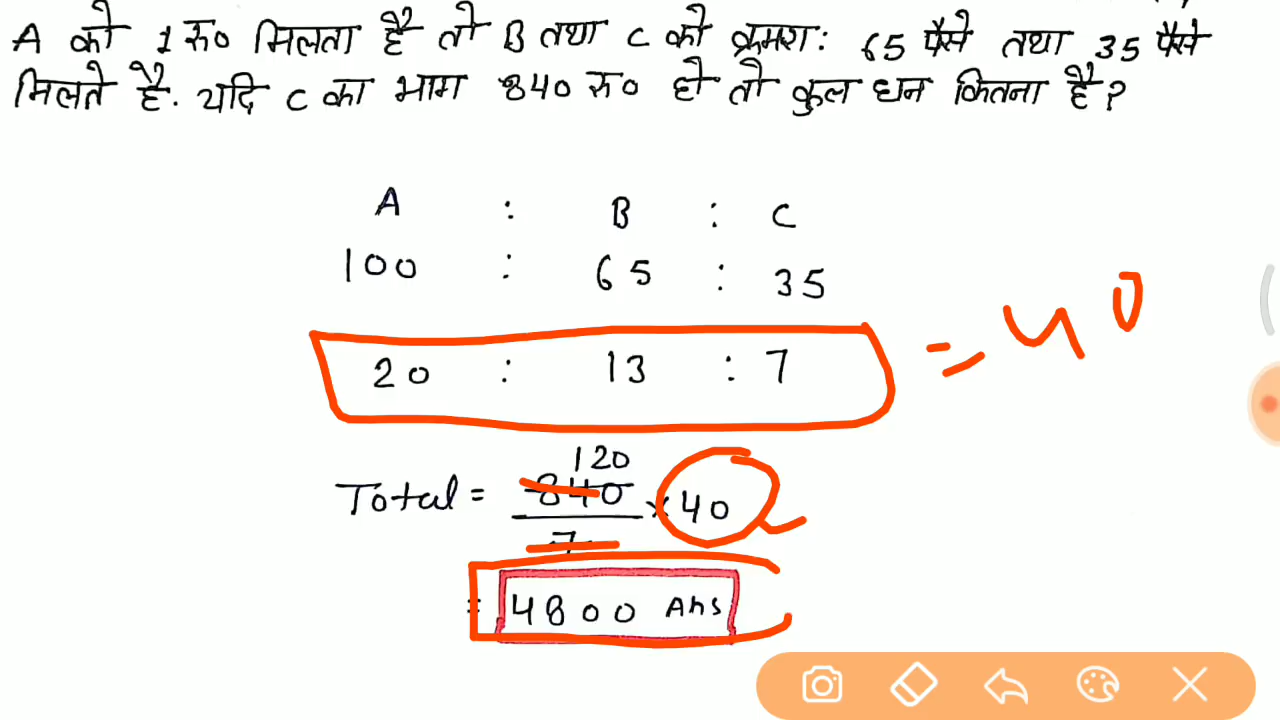 A को 1 रु० मिलता है तो B तथा C को क्रमश: 65 पैसे तथा 35 पैसे
मिलते है. यदि C का भाग 840 रु० हो तो कुल धन कितना है?
A : B : C
100 : 65 : 35
20 : 13 : 7 = 40
120
Total = 840/7 × 40
= 4800 Ans